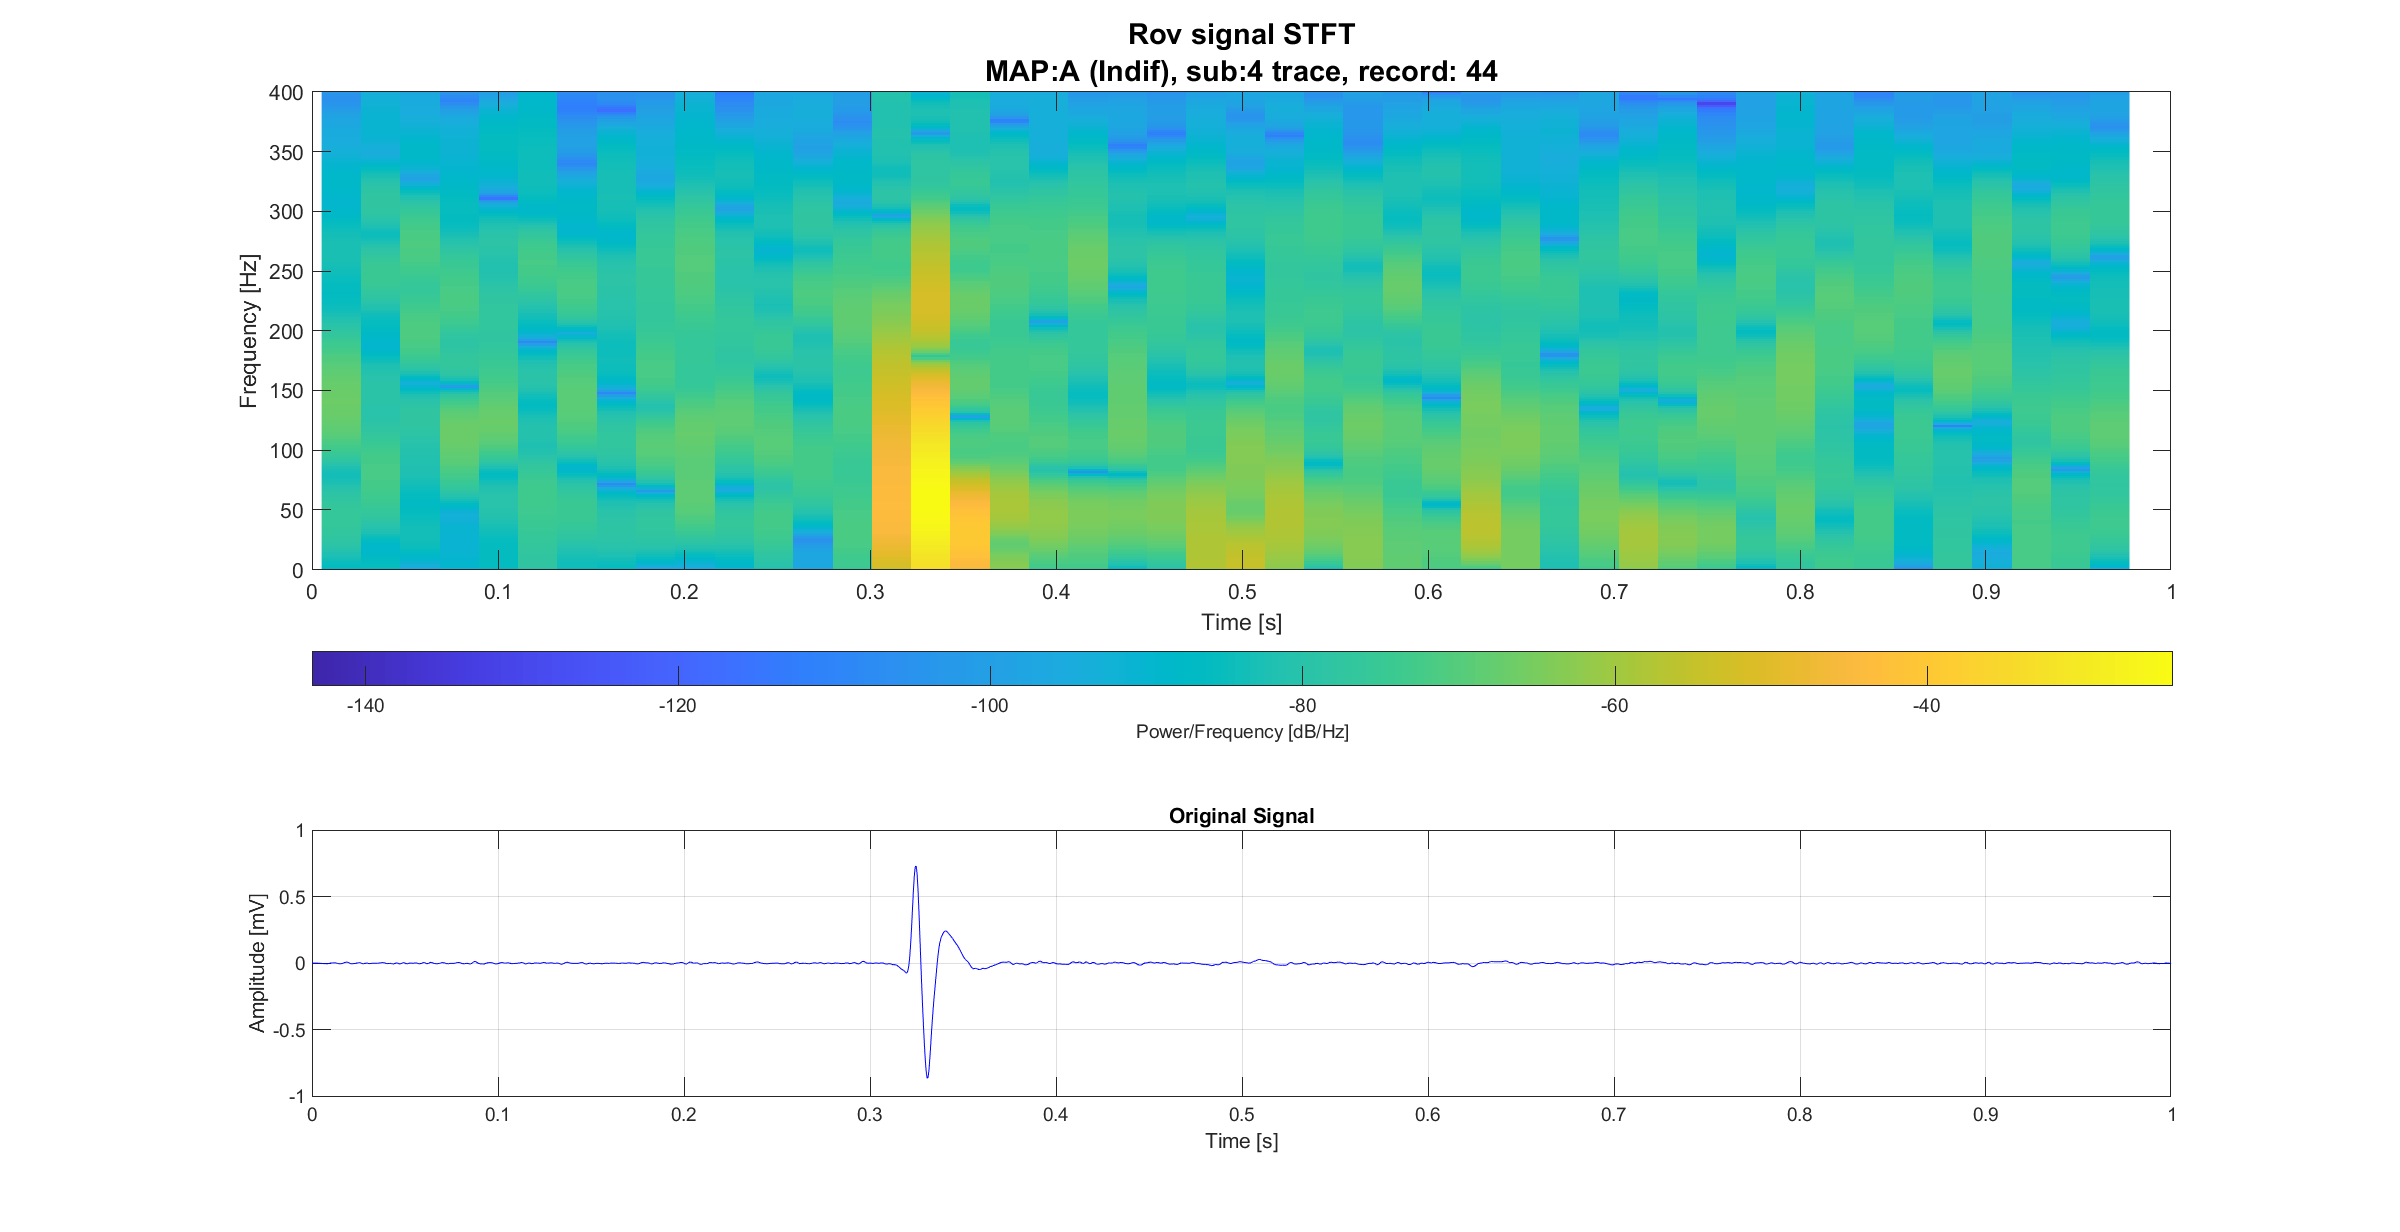 Rov signal STFT
MAP:A (Indif), sub:4 trace, record: 44
400
350
300
250
200
150
100
50
0
Frequency [Hz]
0 0.1 0.2 0.3 0.4 0.5 0.6 0.7 0.8 0.9 1
Time [s]
-140 -120 -100 -80 -60 -40
Power/Frequency [dB/Hz]
Original Signal
1
0.5
0
-0.5
-1
Amplitude [mV]
0 0.1 0.2 0.3 0.4 0.5 0.6 0.7 0.8 0.9 1
Time [s]